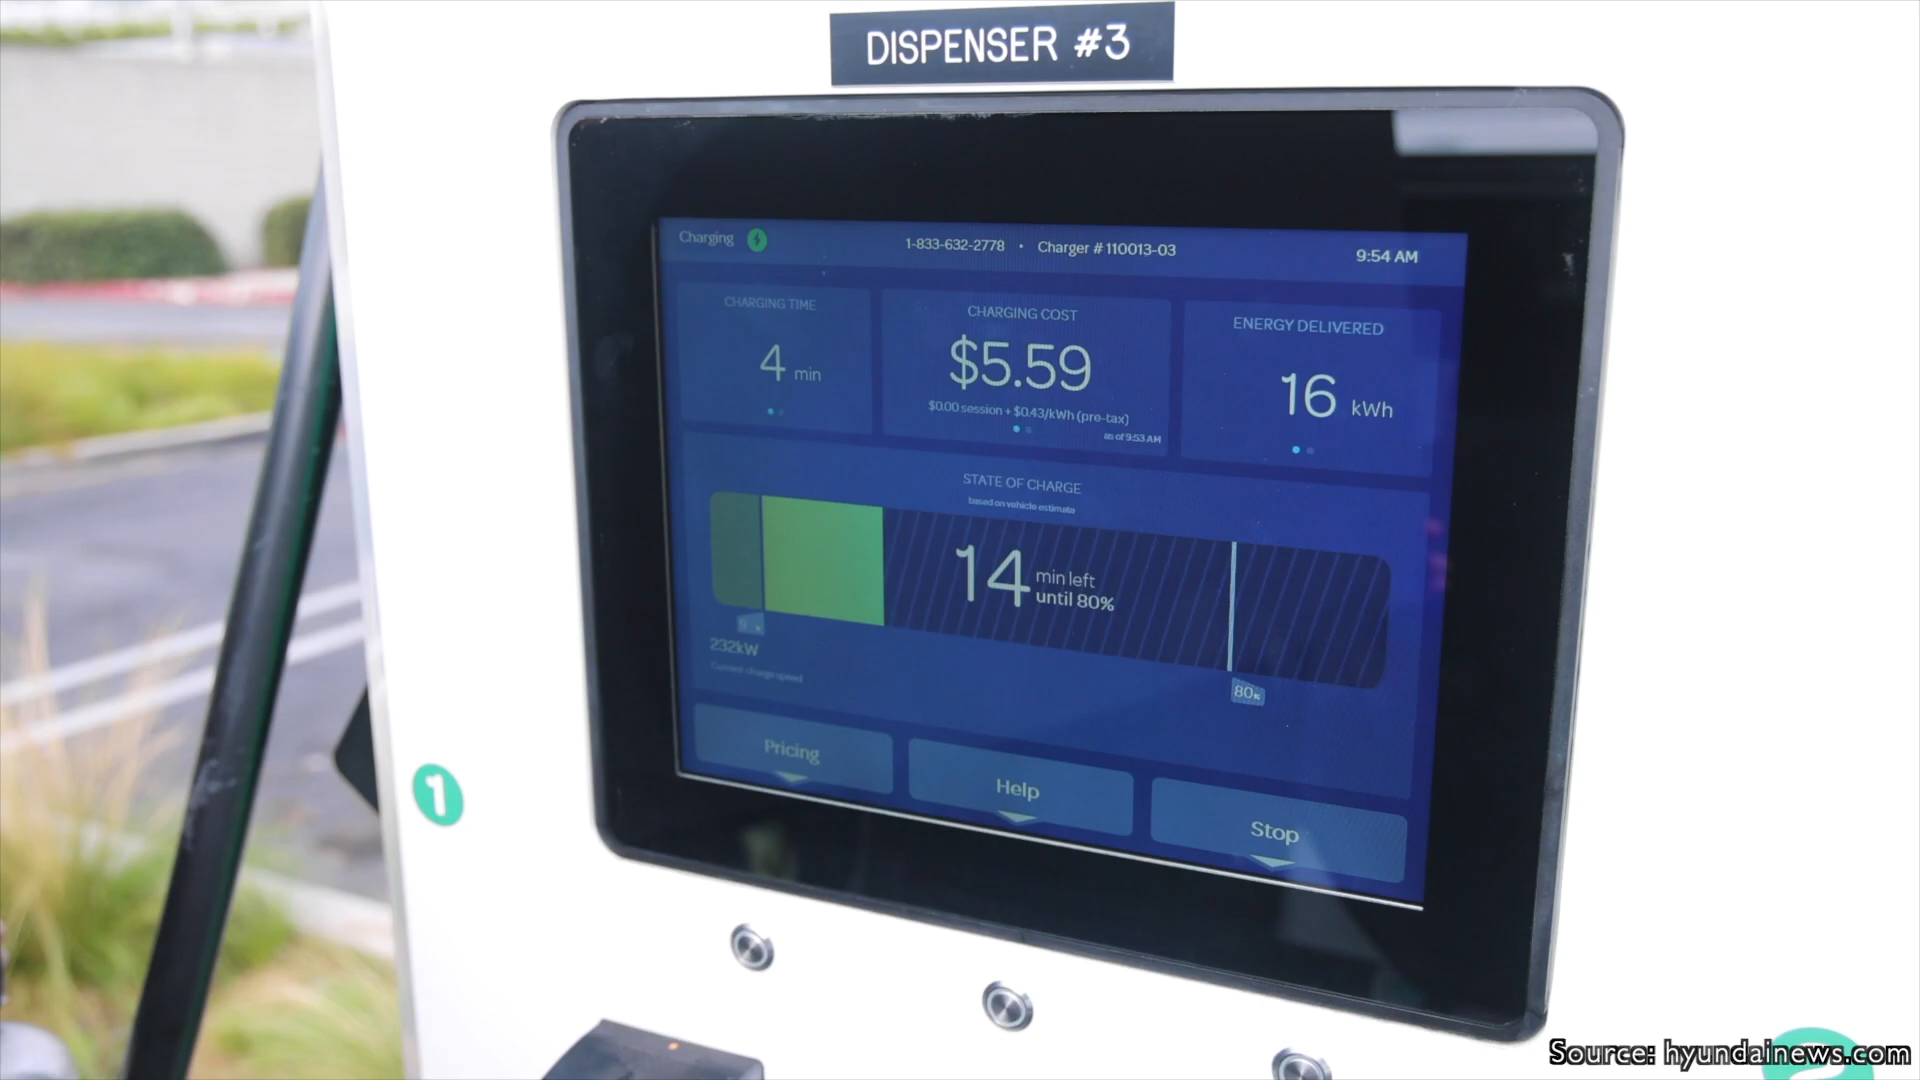 DISPENSER #3
Charging
1-833-632-2778 • Charger # 110013-03
9:54 AM
CHARGING TIME
4 min
CHARGING COST
$5.59
$0.00 session + $0.43/kWh (pre-tax)
as of 9:53 AM
ENERGY DELIVERED
16 kWh
STATE OF CHARGE
based on vehicle estimate
14 min left
until 80%
232kW
Current charge speed
80%
Pricing
Help
Stop
1
Source: hyundainews.com